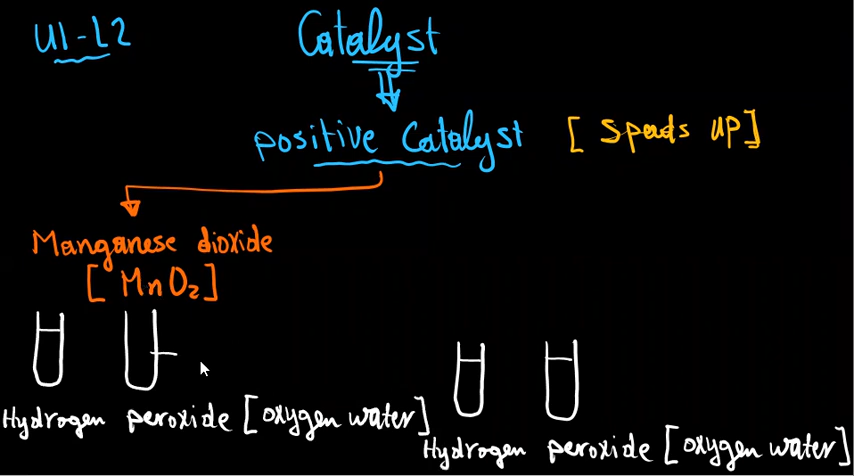 U1-L2
Catalyst
positive Catalyst [Speeds UP]
Manganese dioxide
[MnO₂]
Hydrogen peroxide [oxygen water]
Hydrogen peroxide [oxygen water]